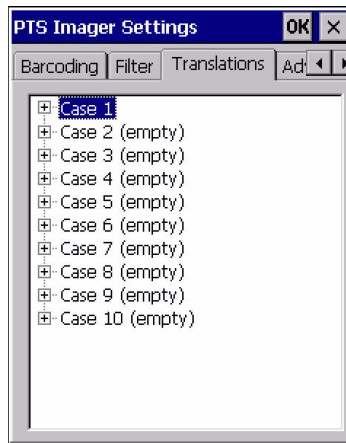 PTS Imager Settings OK ×
Barcoding Filter Translations Ad
Case 1
Case 2 (empty)
Case 3 (empty)
Case 4 (empty)
Case 5 (empty)
Case 6 (empty)
Case 7 (empty)
Case 8 (empty)
Case 9 (empty)
Case 10 (empty)